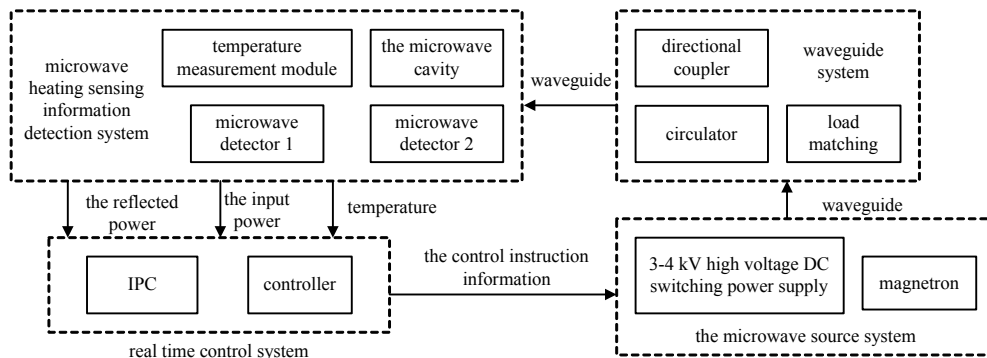 microwave
heating sensing
information
detection system
temperature
measurement module
the microwave
cavity
microwave
detector 1
microwave
detector 2
waveguide
directional
coupler
waveguide
system
circulator
load
matching
the reflected
power
the input
power
temperature
waveguide
IPC
controller
real time control system
the control instruction
information
3-4 kV high voltage DC
switching power supply
magnetron
the microwave source system